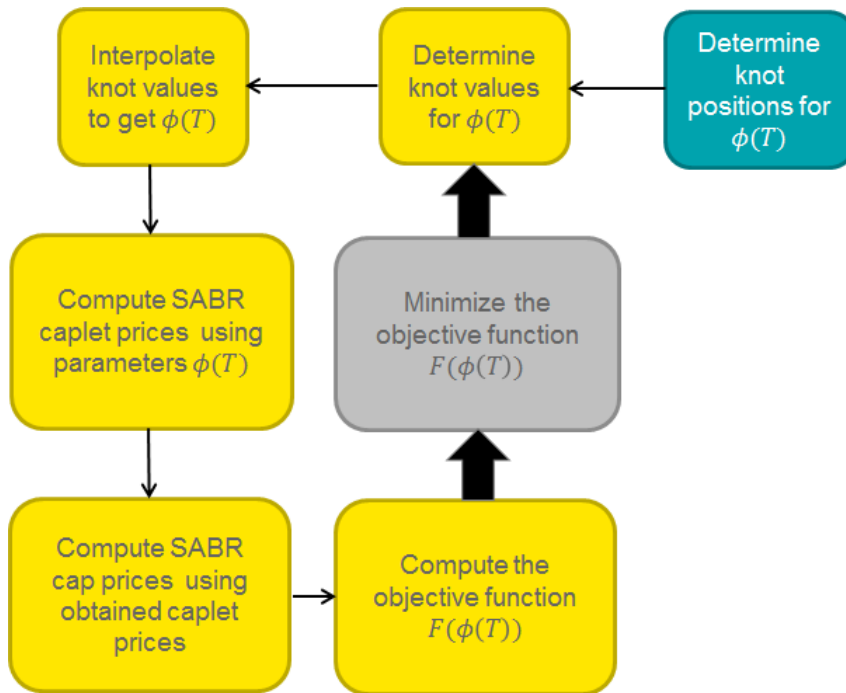 Interpolate
knot values
to get ϕ(T)
Determine
knot values
for ϕ(T)
Determine
knot
positions for
ϕ(T)
Compute SABR
caplet prices using
parameters ϕ(T)
Minimize the
objective function
F(ϕ(T))
Compute SABR
cap prices using
obtained caplet
prices
Compute the
objective function
F(ϕ(T))